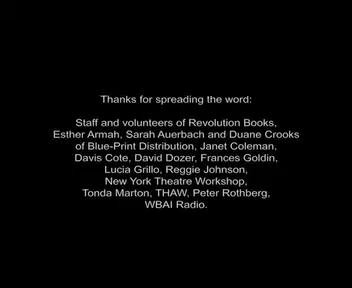 Thanks for spreading the word:
Staff and volunteers of Revolution Books,
Esther Armah, Sarah Auerbach and Duane Crooks
of Blue-Print Distribution, Janet Coleman,
Davis Cote, David Dozer, Frances Goldin,
Lucia Grillo, Reggie Johnson,
New York Theatre Workshop,
Tonda Marton, THAW, Peter Rothberg,
WBAI Radio.